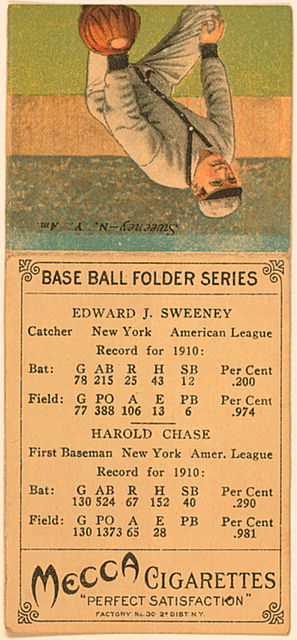 Sweeney—N. Y. Am.
BASE BALL FOLDER SERIES
EDWARD J. SWEENEY
Catcher New York American League
Record for 1910:
Bat: G AB R H SB Per Cent
78 215 25 43 12 .200
Field: G PO A E PB Per Cent
77 388 106 13 6 .974
HAROLD CHASE
First Baseman New York Amer. League
Record for 1910:
Bat: G AB R H SB Per Cent
130 524 67 152 40 .290
Field: G PO A E PB Per Cent
130 1373 65 28 .981
MECCA CIGARETTES
"PERFECT SATISFACTION"
FACTORY No. 30 2D DIST. N.Y.